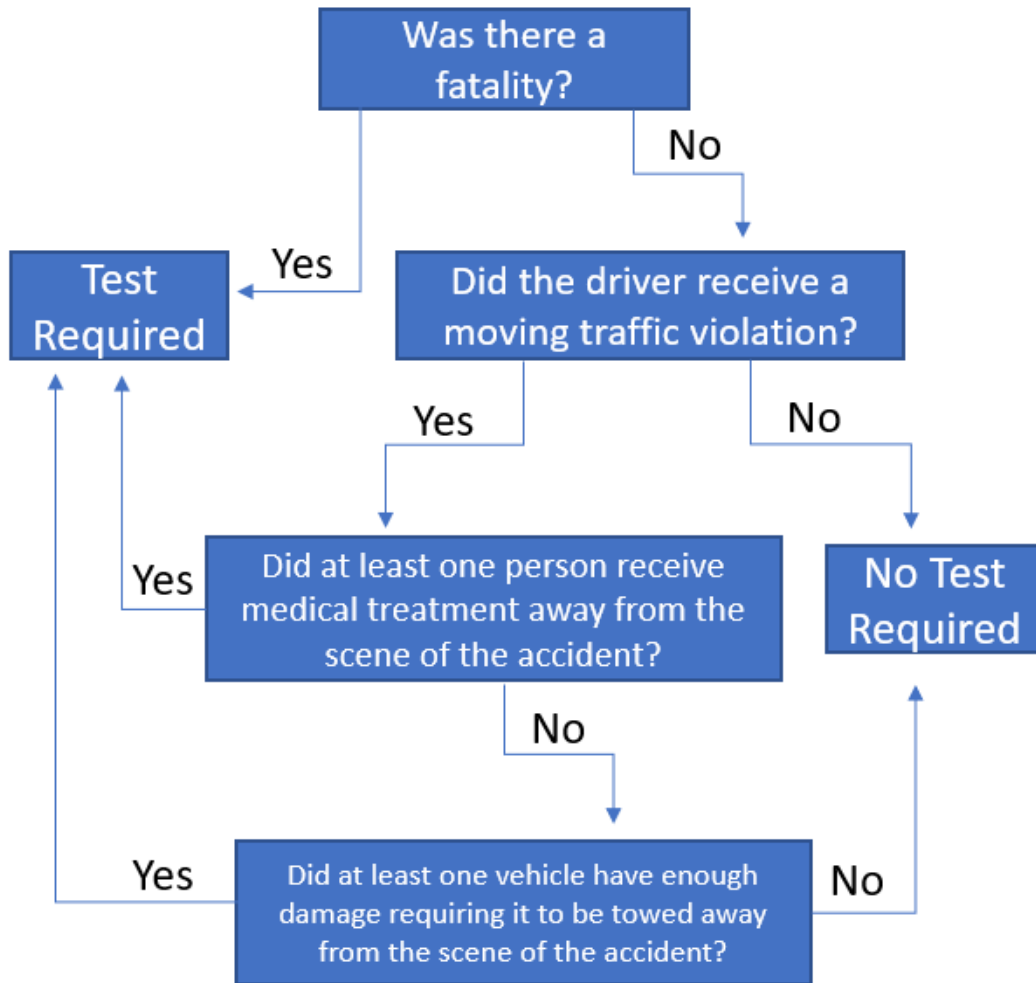 Was there a
fatality?
No
Yes
Test
Required
Did the driver receive a
moving traffic violation?
Yes
No
Did at least one person receive
medical treatment away from the
scene of the accident?
Yes
No Test
Required
No
Did at least one vehicle have enough
damage requiring it to be towed away
from the scene of the accident?
Yes
No